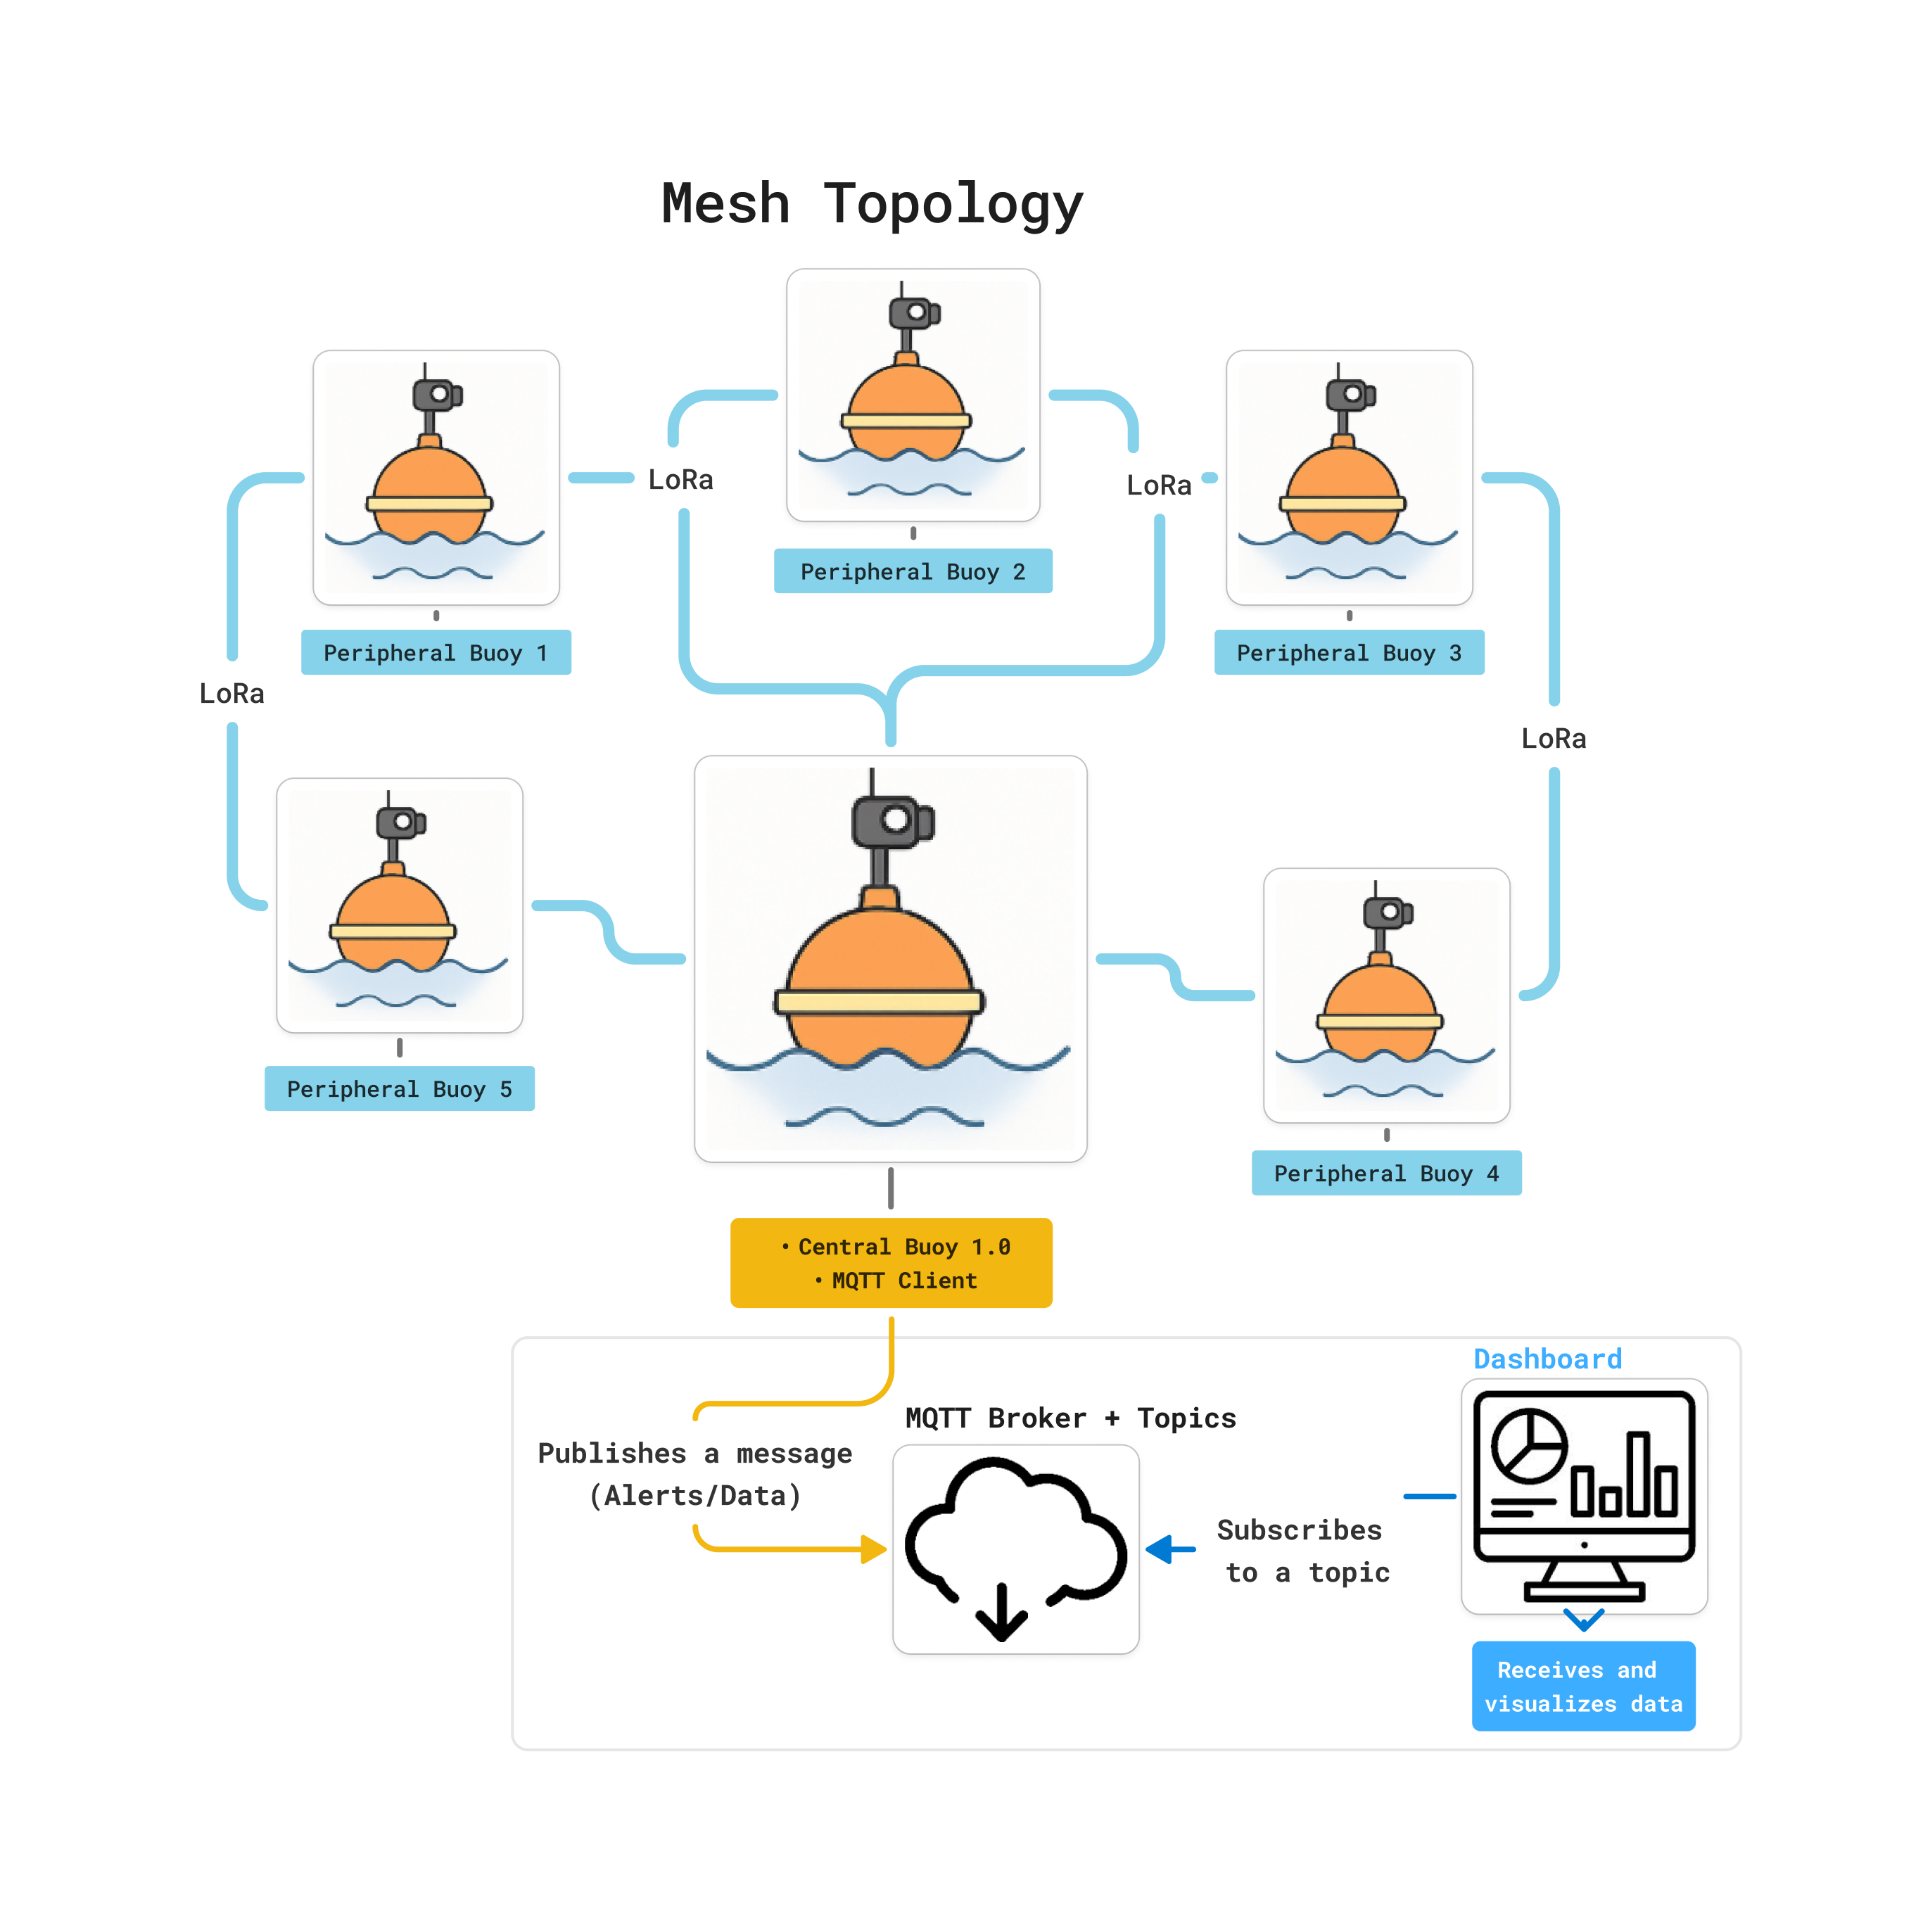 Mesh Topology
LoRa
LoRa
Peripheral Buoy 2
Peripheral Buoy 1
Peripheral Buoy 3
LoRa
LoRa
Peripheral Buoy 5
Peripheral Buoy 4
• Central Buoy 1.0
• MQTT Client
Dashboard
MQTT Broker + Topics
Publishes a message
(Alerts/Data)
Subscribes
to a topic
Receives and
visualizes data